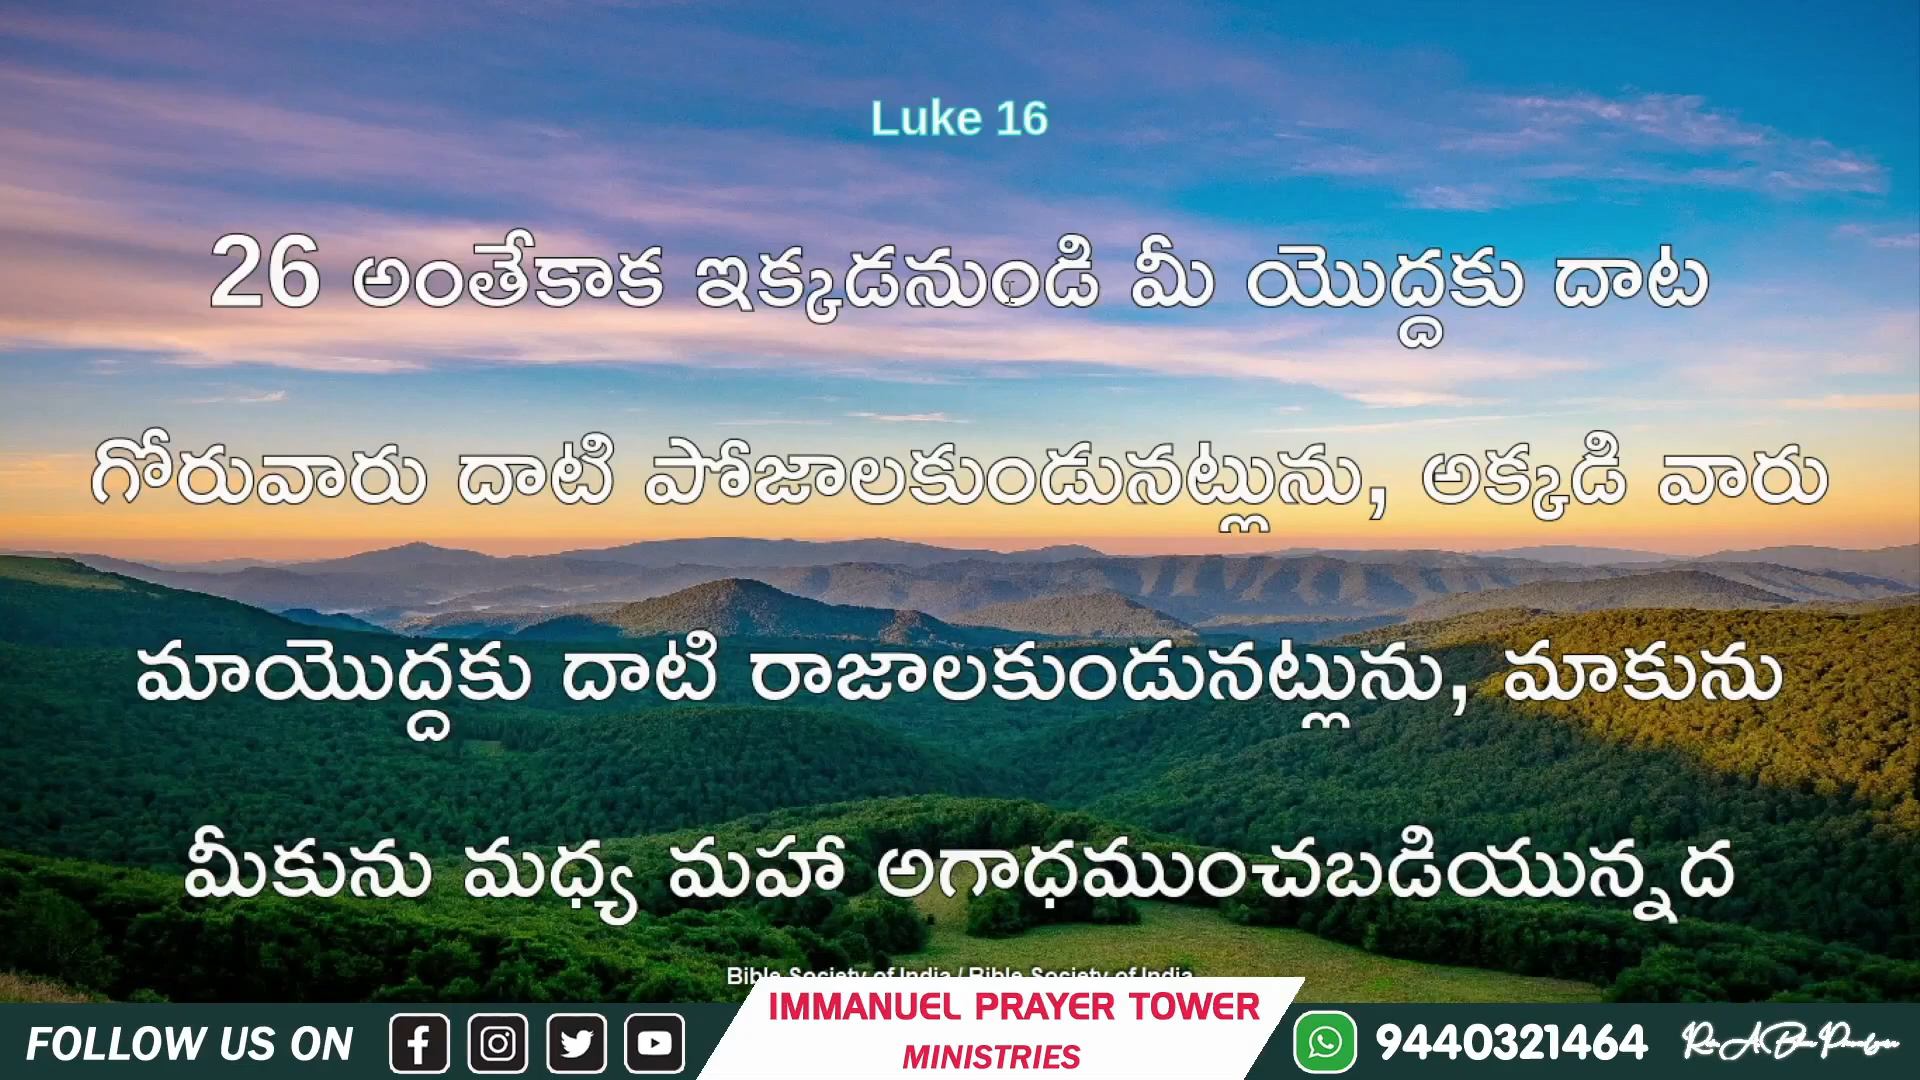 Luke 16
26 అంతేకాక ఇక్కడనుండి మీ యొద్దకు దాట
గోరువారు దాటి పోజాలకుండునట్లును, అక్కడి వారు
మాయొద్దకు దాటి రాజాలకుండునట్లును, మాకును
మీకును మధ్య మహా అగాధముంచబడియున్నద
Bible Society of India / Bible Society of India
IMMANUEL PRAYER TOWER
MINISTRIES
FOLLOW US ON
9440321464